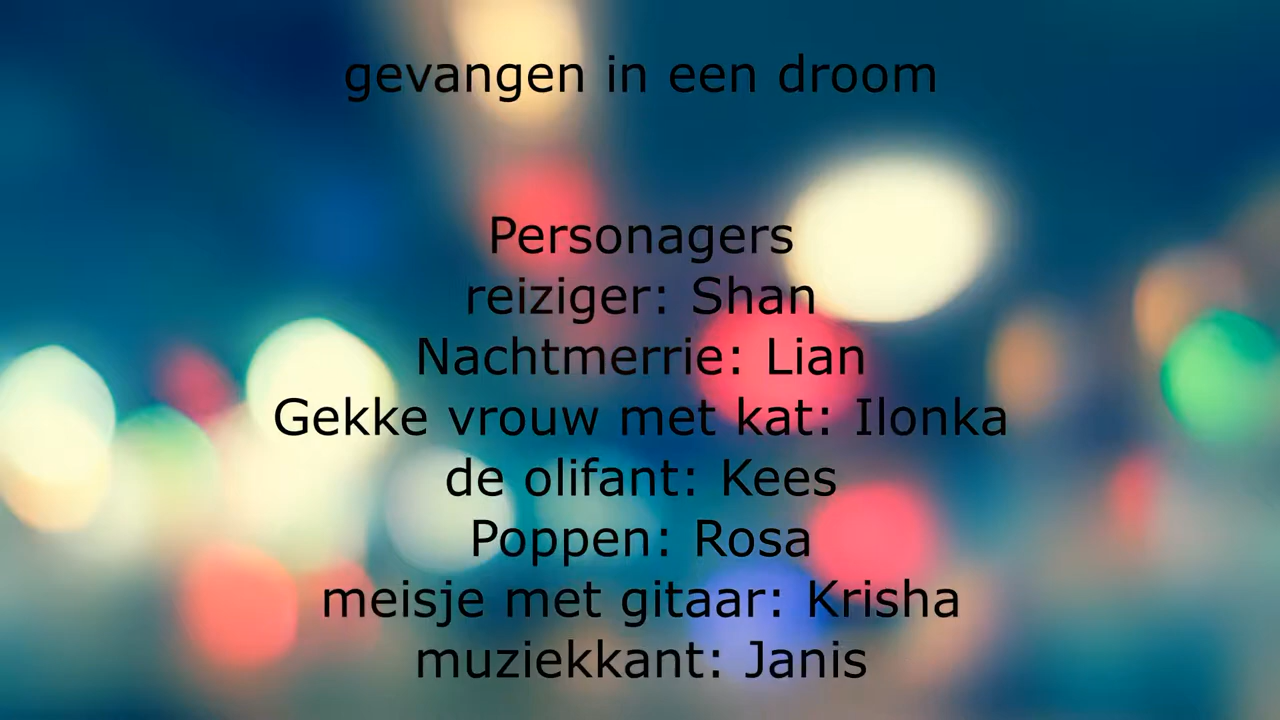 gevangen in een droom
Personagers
reiziger: Shan
Nachtmerrie: Lian
Gekke vrouw met kat: Ilonka
de olifant: Kees
Poppen: Rosa
meisje met gitaar: Krisha
muziekkant: Janis